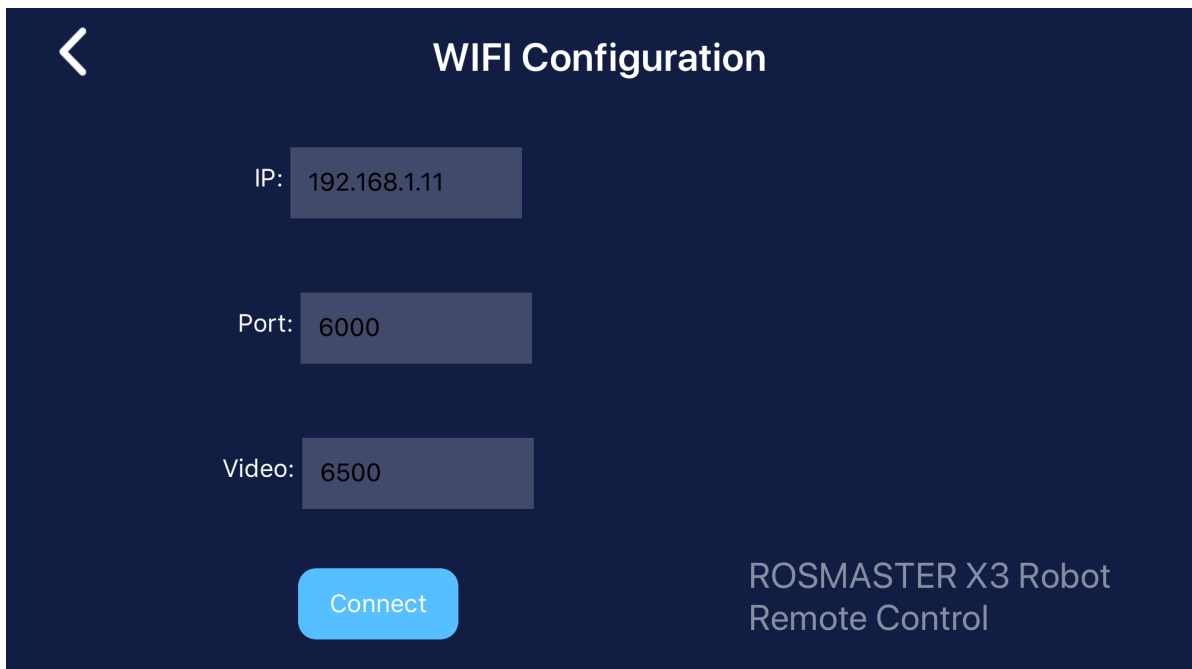 WIFI Configuration
IP: 192.168.1.11
Port: 6000
Video: 6500
Connect
ROSMASTER X3 Robot
Remote Control